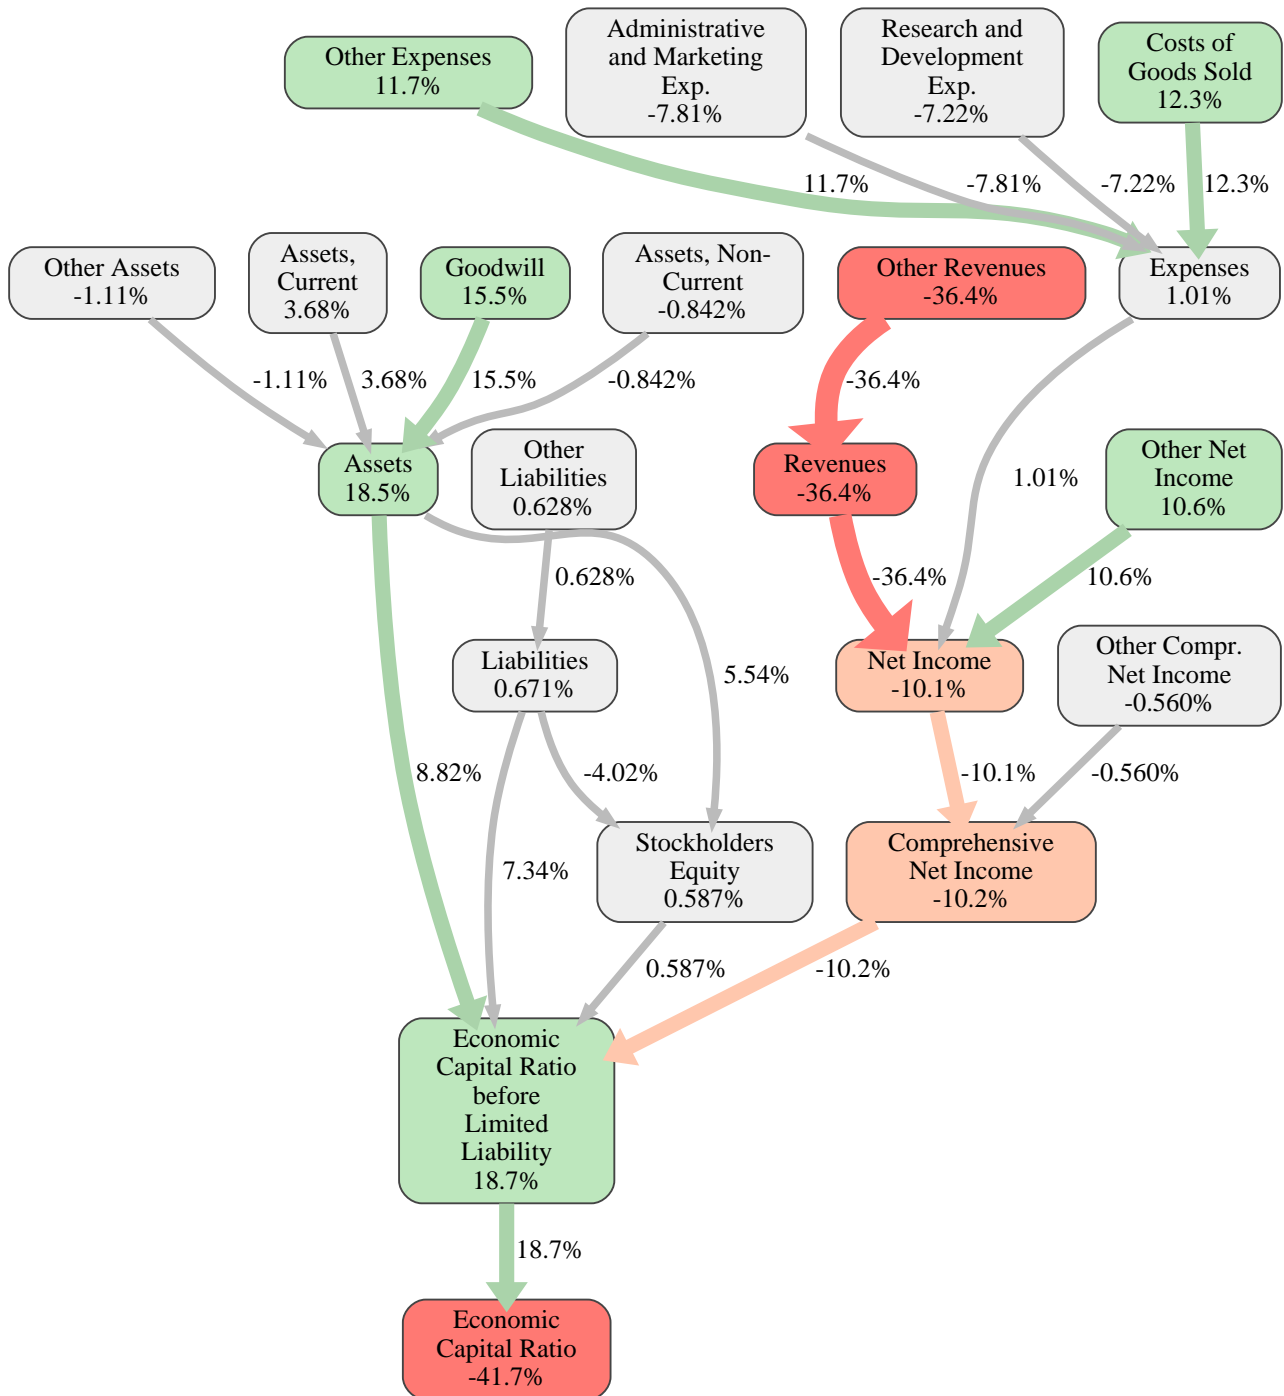 Other Expenses
11.7%
Administrative
and Marketing
Exp.
-7.81%
Research and
Development
Exp.
-7.22%
Costs of
Goods Sold
12.3%
11.7%
-7.81%
-7.22%
12.3%
Other Assets
-1.11%
Assets,
Current
3.68%
Goodwill
15.5%
Assets, Non-
Current
-0.842%
Other Revenues
-36.4%
Expenses
1.01%
-1.11%
3.68%
15.5%
-0.842%
-36.4%
Assets
18.5%
Other
Liabilities
0.628%
Revenues
-36.4%
1.01%
Other Net
Income
10.6%
0.628%
-36.4%
10.6%
Liabilities
0.671%
5.54%
Net Income
-10.1%
Other Compr.
Net Income
-0.560%
8.82%
-4.02%
-10.1%
-0.560%
7.34%
Stockholders
Equity
0.587%
Comprehensive
Net Income
-10.2%
0.587%
-10.2%
Economic
Capital Ratio
before
Limited
Liability
18.7%
18.7%
Economic
Capital Ratio
-41.7%